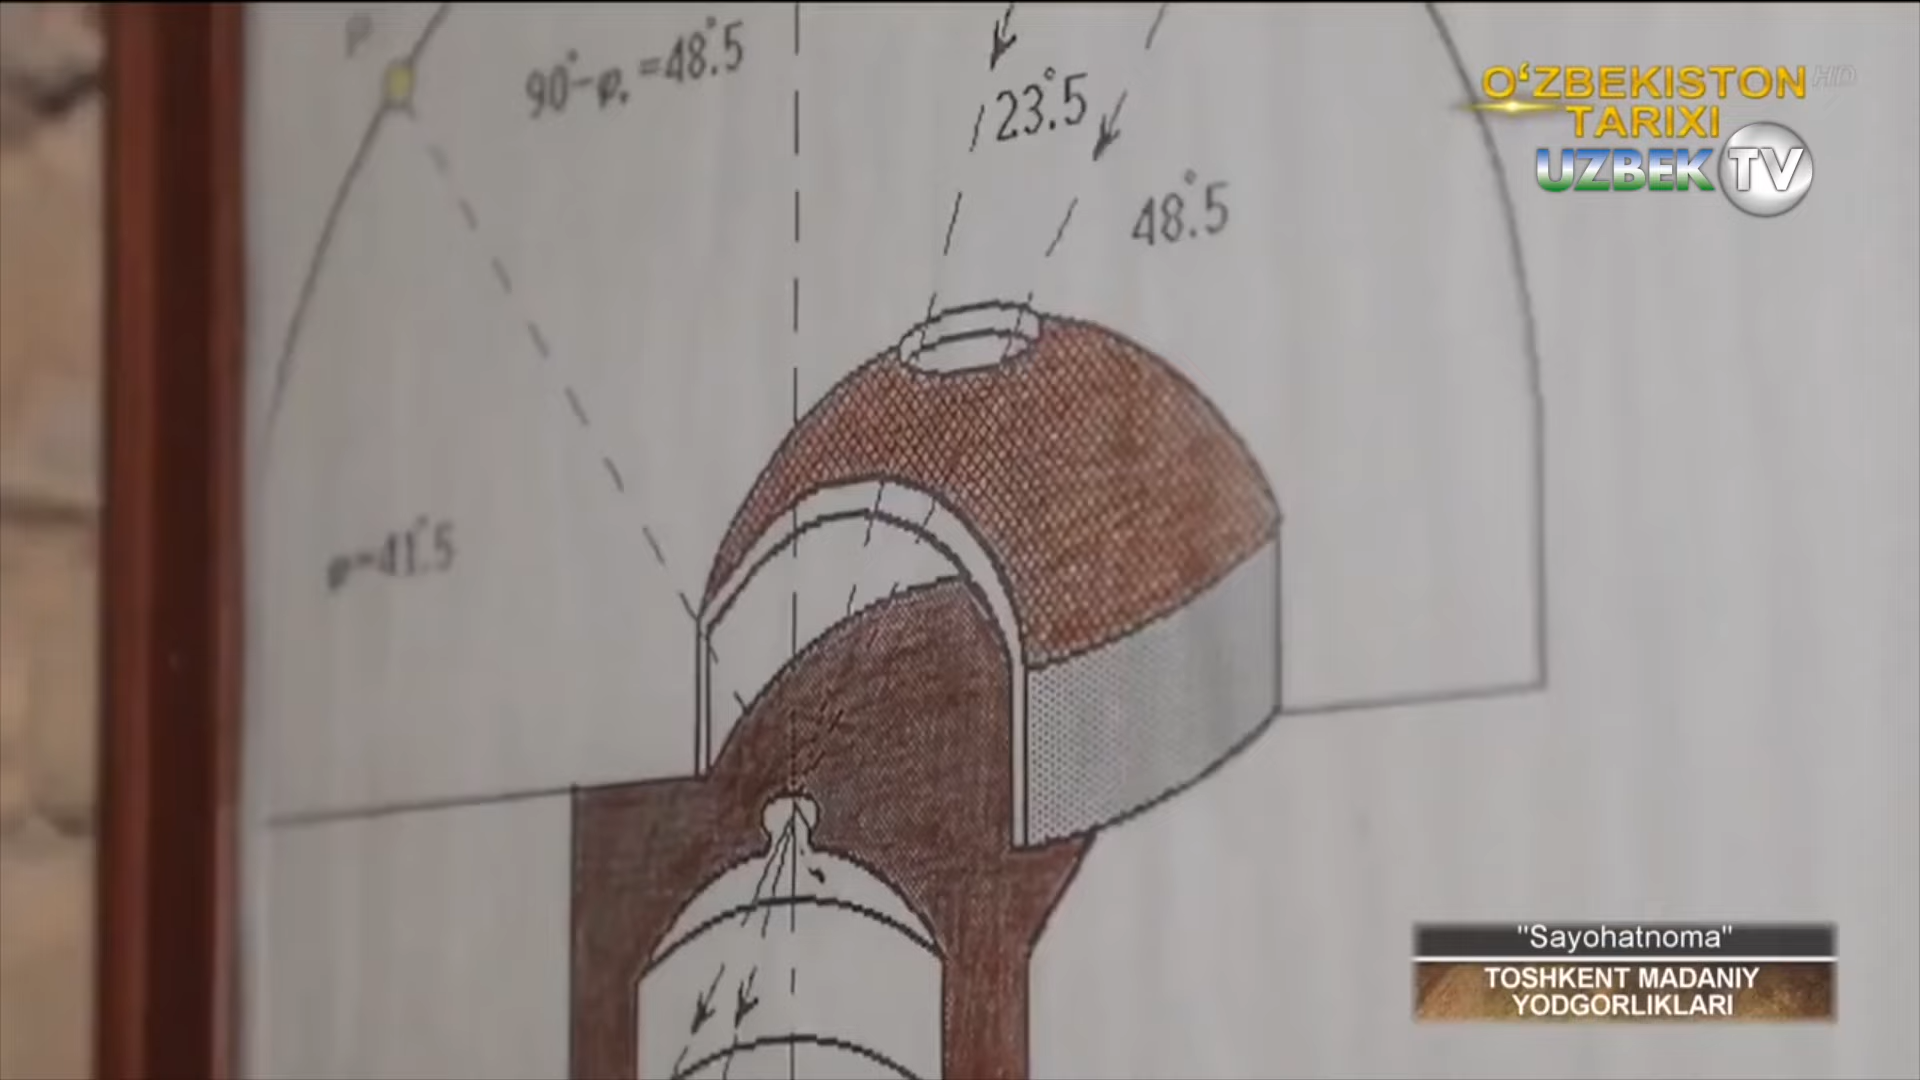 P
90°-φ. =48°.5
23°.5
48°.5
φ=41°.5
O‘ZBEKISTON HD
TARIXI
UZBEK TV
"Sayohatnoma"
TOSHKENT MADANIY
YODGORLIKLARI